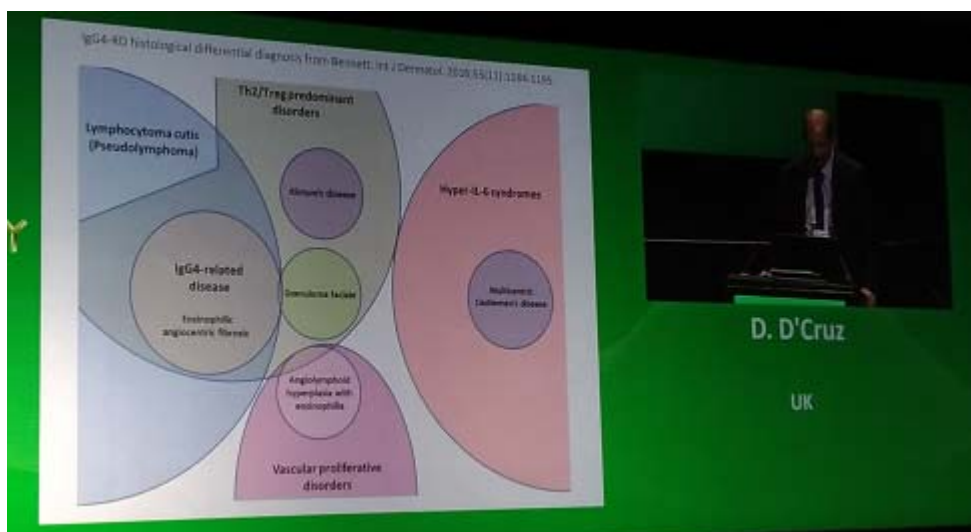 IgG4-RD histological differential diagnosis from Bennett. Int J Dermatol. 2016;55(11):1184-1195
Th2/Treg predominant
disorders
Lymphocytoma cutis
(Pseudolymphoma)
Kimura's disease
Hyper-IL-6 syndromes
IgG4-related
disease
Eosinophilic
angiocentric fibrosis
Granuloma faciale
Multicentric
Castleman's disease
Angiolymphoid
hyperplasia with
eosinophilia
Vascular proliferative
disorders
D. D'Cruz
UK